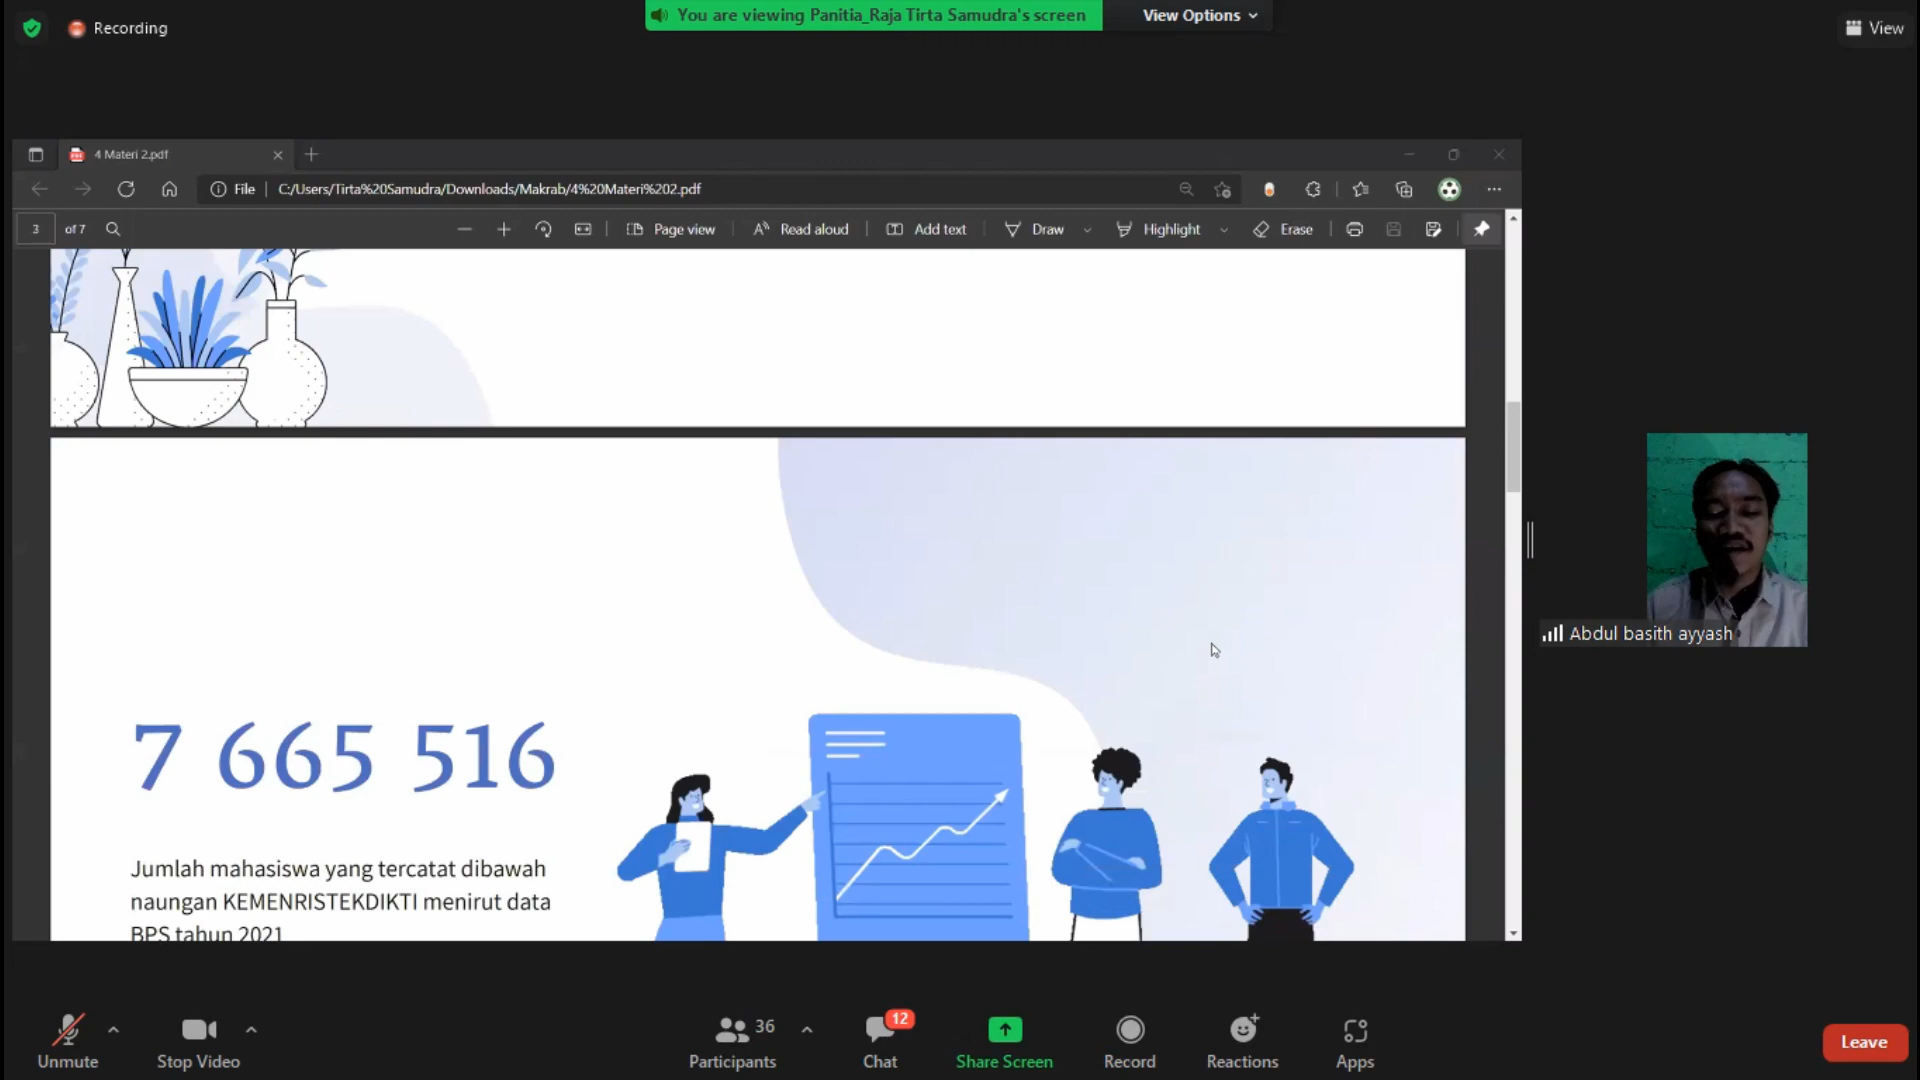 Recording
You are viewing Panitia_Raja Tirta Samudra's screen
View Options
View
4 Materi 2.pdf
File
C:/Users/Tirta%20Samudra/Downloads/Makrab/4%20Materi%202.pdf
3 of 7
Page view
Read aloud
Add text
Draw
Highlight
Erase
7 665 516
Jumlah mahasiswa yang tercatat dibawah
naungan KEMENRISTEKDIKTI menirut data
BPS tahun 2021
Abdul basith ayyash
Unmute
Stop Video
36
Participants
12
Chat
Share Screen
Record
Reactions
Apps
Leave